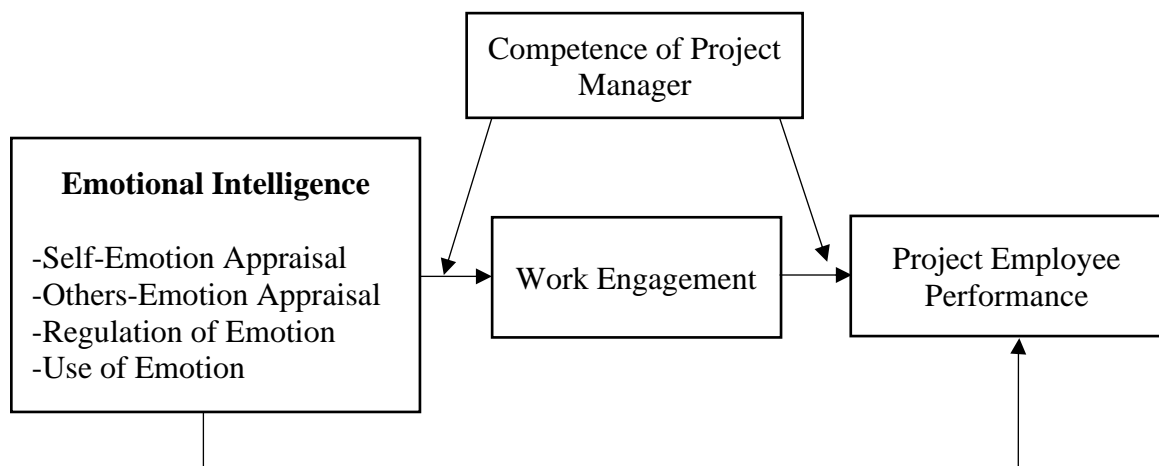 Competence of Project
Manager
Emotional Intelligence
-Self-Emotion Appraisal
-Others-Emotion Appraisal
-Regulation of Emotion
-Use of Emotion
Work Engagement
Project Employee
Performance